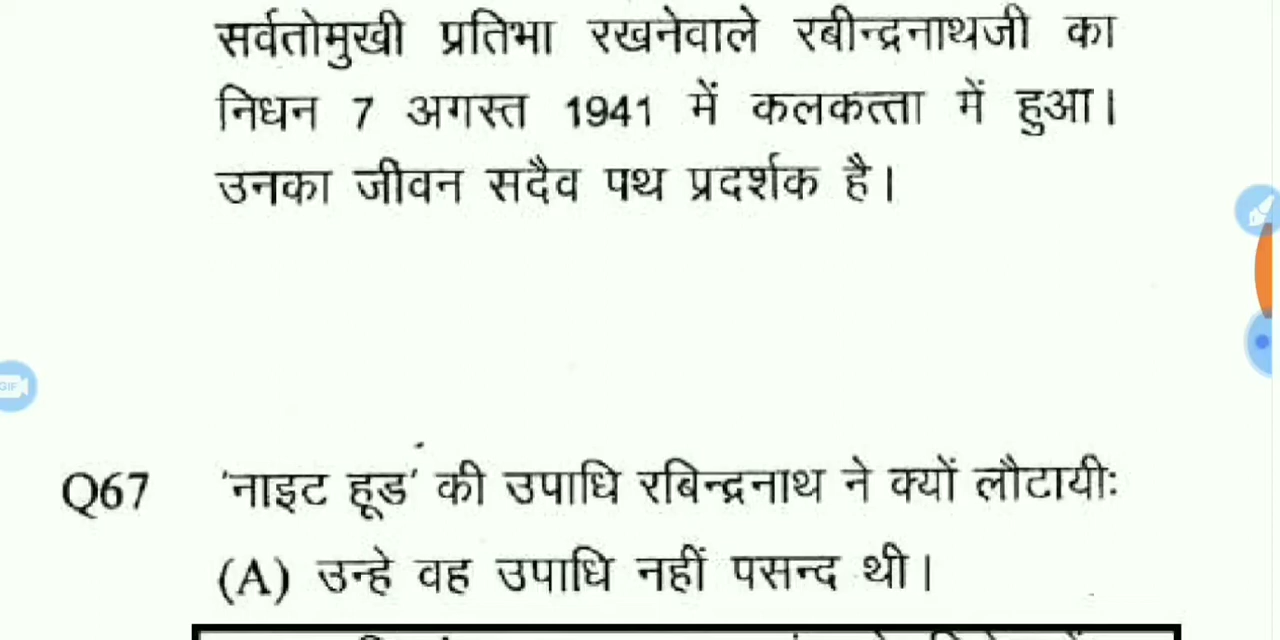 सर्वतोमुखी प्रतिभा रखनेवाले रबीन्द्रनाथजी का
निधन 7 अगस्त 1941 में कलकत्ता में हुआ।
उनका जीवन सदैव पथ प्रदर्शक है।
GIF
Q67 'नाइट हूड' की उपाधि रबिन्द्रनाथ ने क्यों लौटायीः
(A) उन्हे वह उपाधि नहीं पसन्द थी।